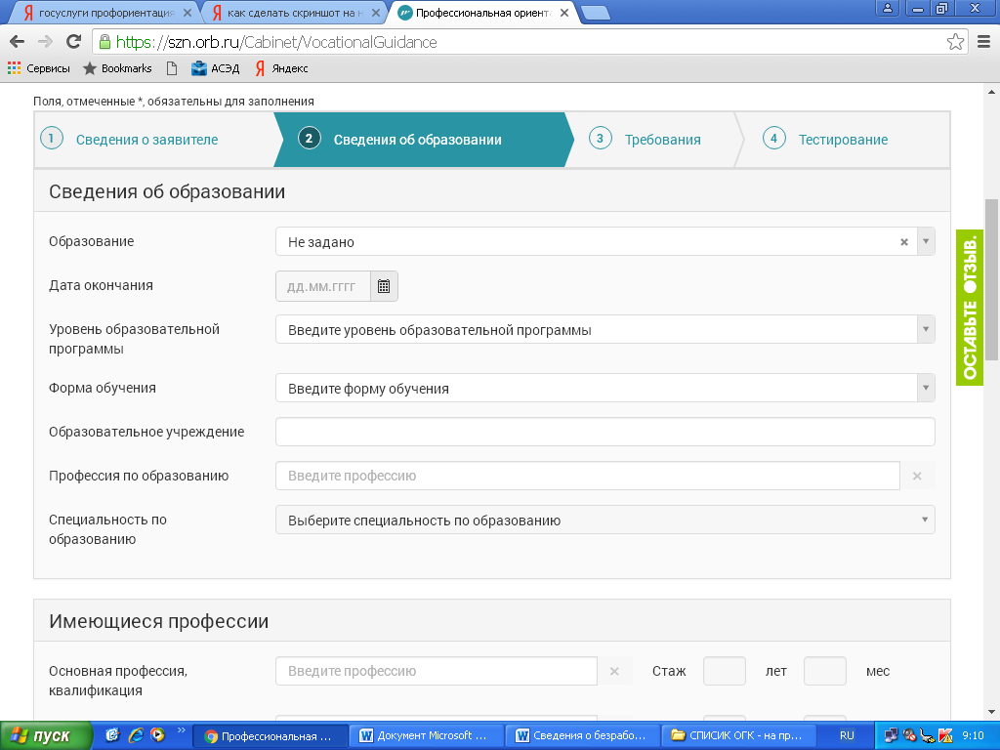 госуслуги профориентация
как сделать скриншот на н
Профессиональная ориент
https://szn.orb.ru/Cabinet/VocationalGuidance
Сервисы Bookmarks АСЭД Яндекс
Поля, отмеченные *, обязательны для заполнения
1 Сведения о заявителе
2 Сведения об образовании
3 Требования
4 Тестирование
Сведения об образовании
Образование Не задано
Дата окончания дд.мм.гггг
Уровень образовательной
программы
Введите уровень образовательной программы
Форма обучения Введите форму обучения
Образовательное учреждение
Профессия по образованию Введите профессию
Специальность по
образованию
Выберите специальность по образованию
ОСТАВЬТЕ ОТЗЫВ.
Имеющиеся профессии
Основная профессия,
квалификация
Введите профессию Стаж лет мес
пуск
Профессиональная ...
Документ Microsoft ...
Сведения о безрабо...
СПИСИК ОГК - на пр...
RU
9:10